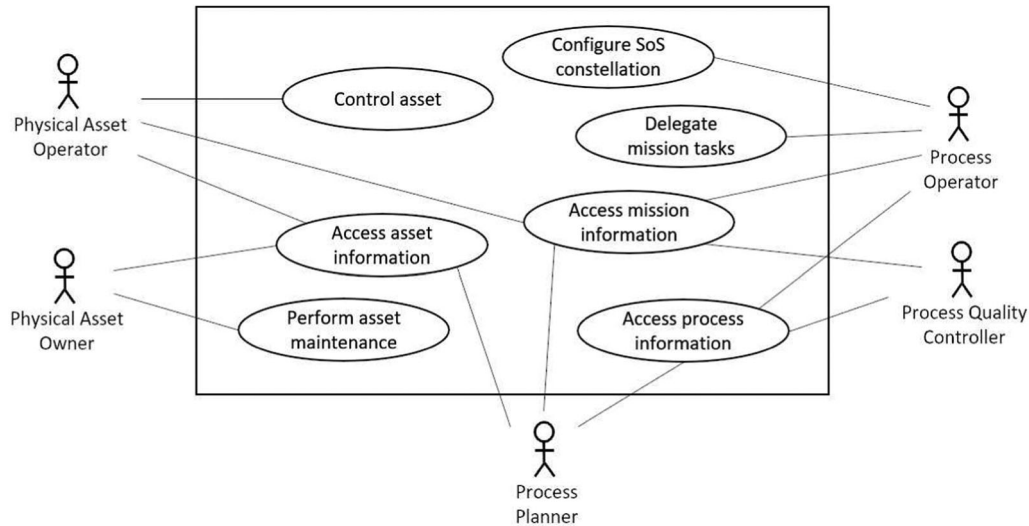 Configure SoS
constellation
Control asset
Physical Asset
Operator
Delegate
mission tasks
Process
Operator
Access mission
information
Access asset
information
Physical Asset
Owner
Perform asset
maintenance
Access process
information
Process Quality
Controller
Process
Planner